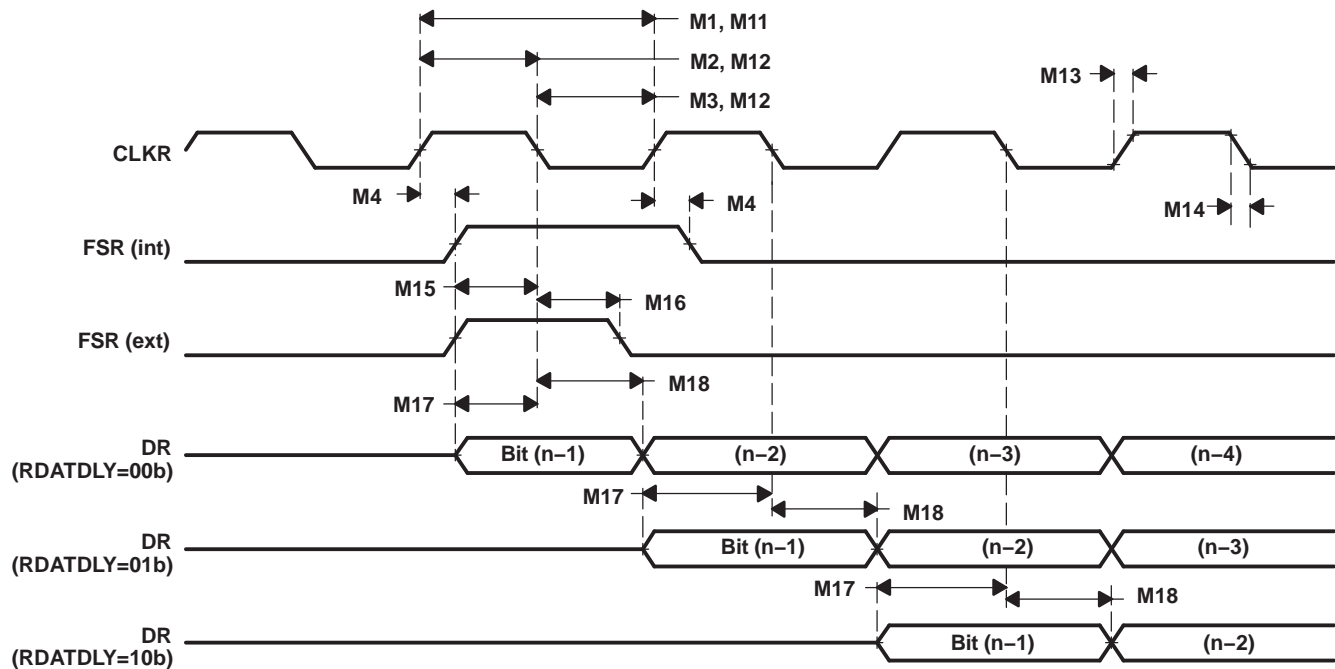 M1, M11
M2, M12
M3, M12
M13
CLKR
M4
M4
M14
FSR (int)
M15
M16
FSR (ext)
M18
M17
DR
(RDATDLY=00b)
Bit (n–1)
(n–2)
(n–3)
(n–4)
M17
M18
DR
(RDATDLY=01b)
Bit (n–1)
(n–2)
(n–3)
M17
M18
DR
(RDATDLY=10b)
Bit (n–1)
(n–2)